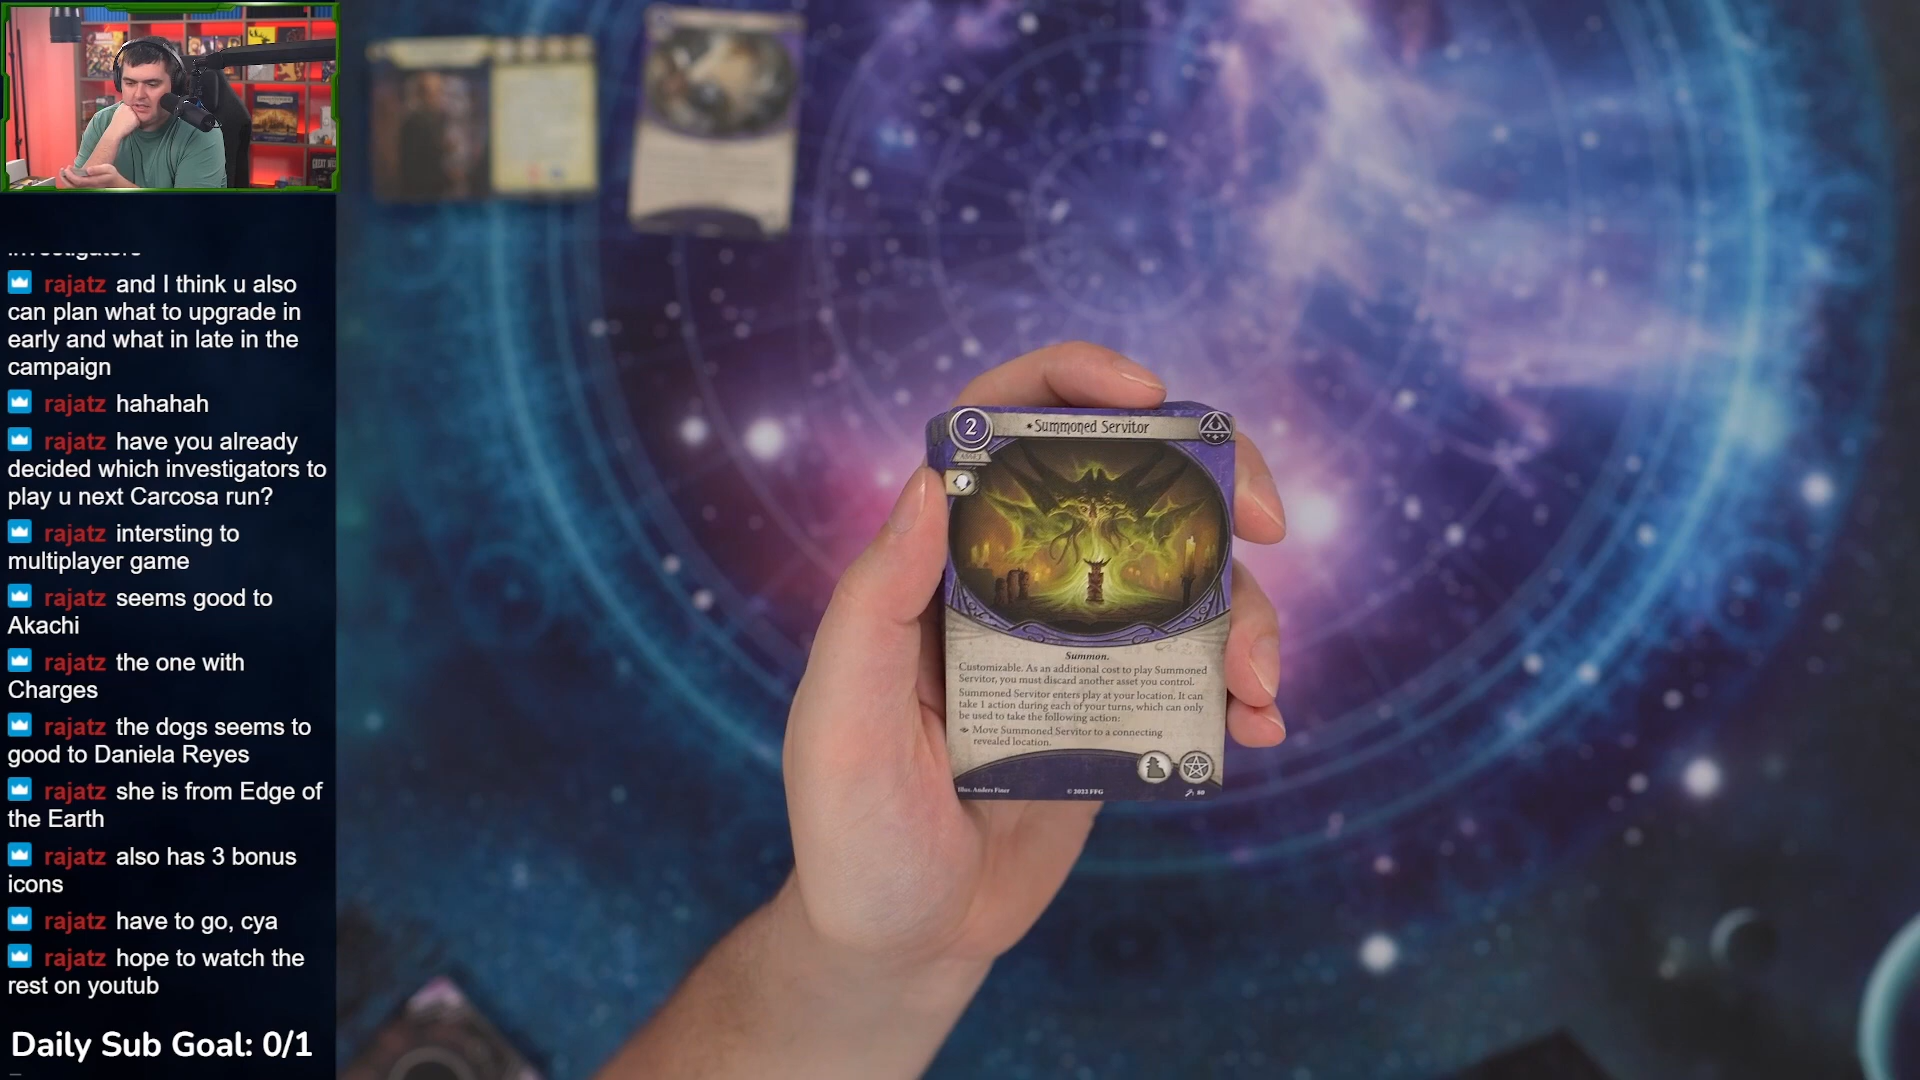 rajatz and I think u also
can plan what to upgrade in
early and what in late in the
campaign
rajatz hahahah
rajatz have you already
decided which investigators to
play u next Carcosa run?
rajatz intersting to
multiplayer game
rajatz seems good to
Akachi
rajatz the one with
Charges
rajatz the dogs seems to
good to Daniela Reyes
rajatz she is from Edge of
the Earth
rajatz also has 3 bonus
icons
rajatz have to go, cya
rajatz hope to watch the
rest on youtub
Daily Sub Goal: 0/1
2
Summoned Servitor
ASSET
Summon.
Customizable. As an additional cost to play Summoned
Servitor, you must discard another asset you control.
Summoned Servitor enters play at your location. It can
take 1 action during each of your turns, which can only
be used to take the following action:
Move Summoned Servitor to a connecting
revealed location.
Illus. Anders Finer
© 2022 FFG
80